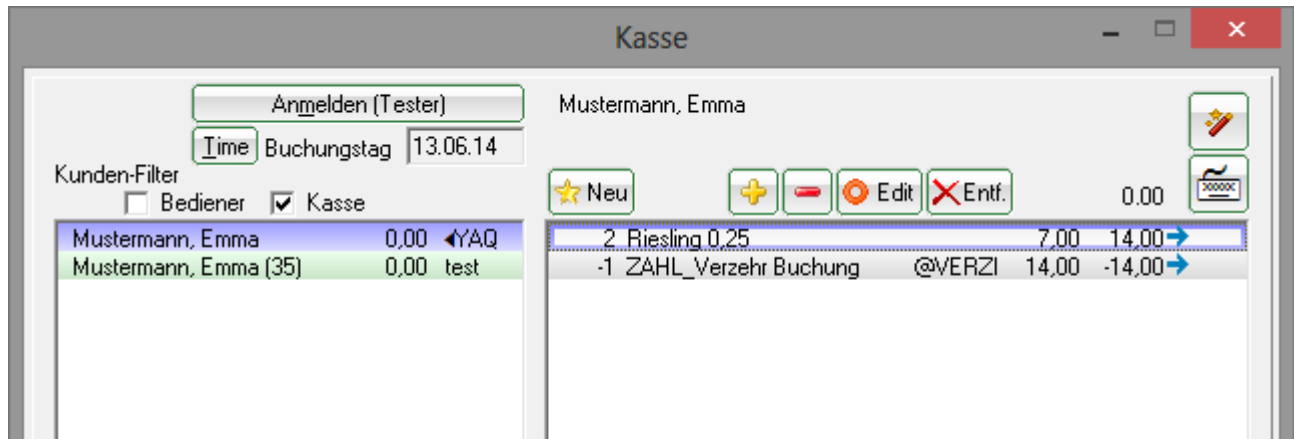 Kasse
Anmelden (Tester)
Time Buchungstag 13.06.14
Kunden-Filter
Bediener Kasse
Mustermann, Emma 0,00 YAQ
Mustermann, Emma (35) 0,00 test
Mustermann, Emma
Neu Edit Entf. 0.00
2 Riesling 0,25 7,00 14,00
-1 ZAHL_Verzehr Buchung @VERZI 14,00 -14,00